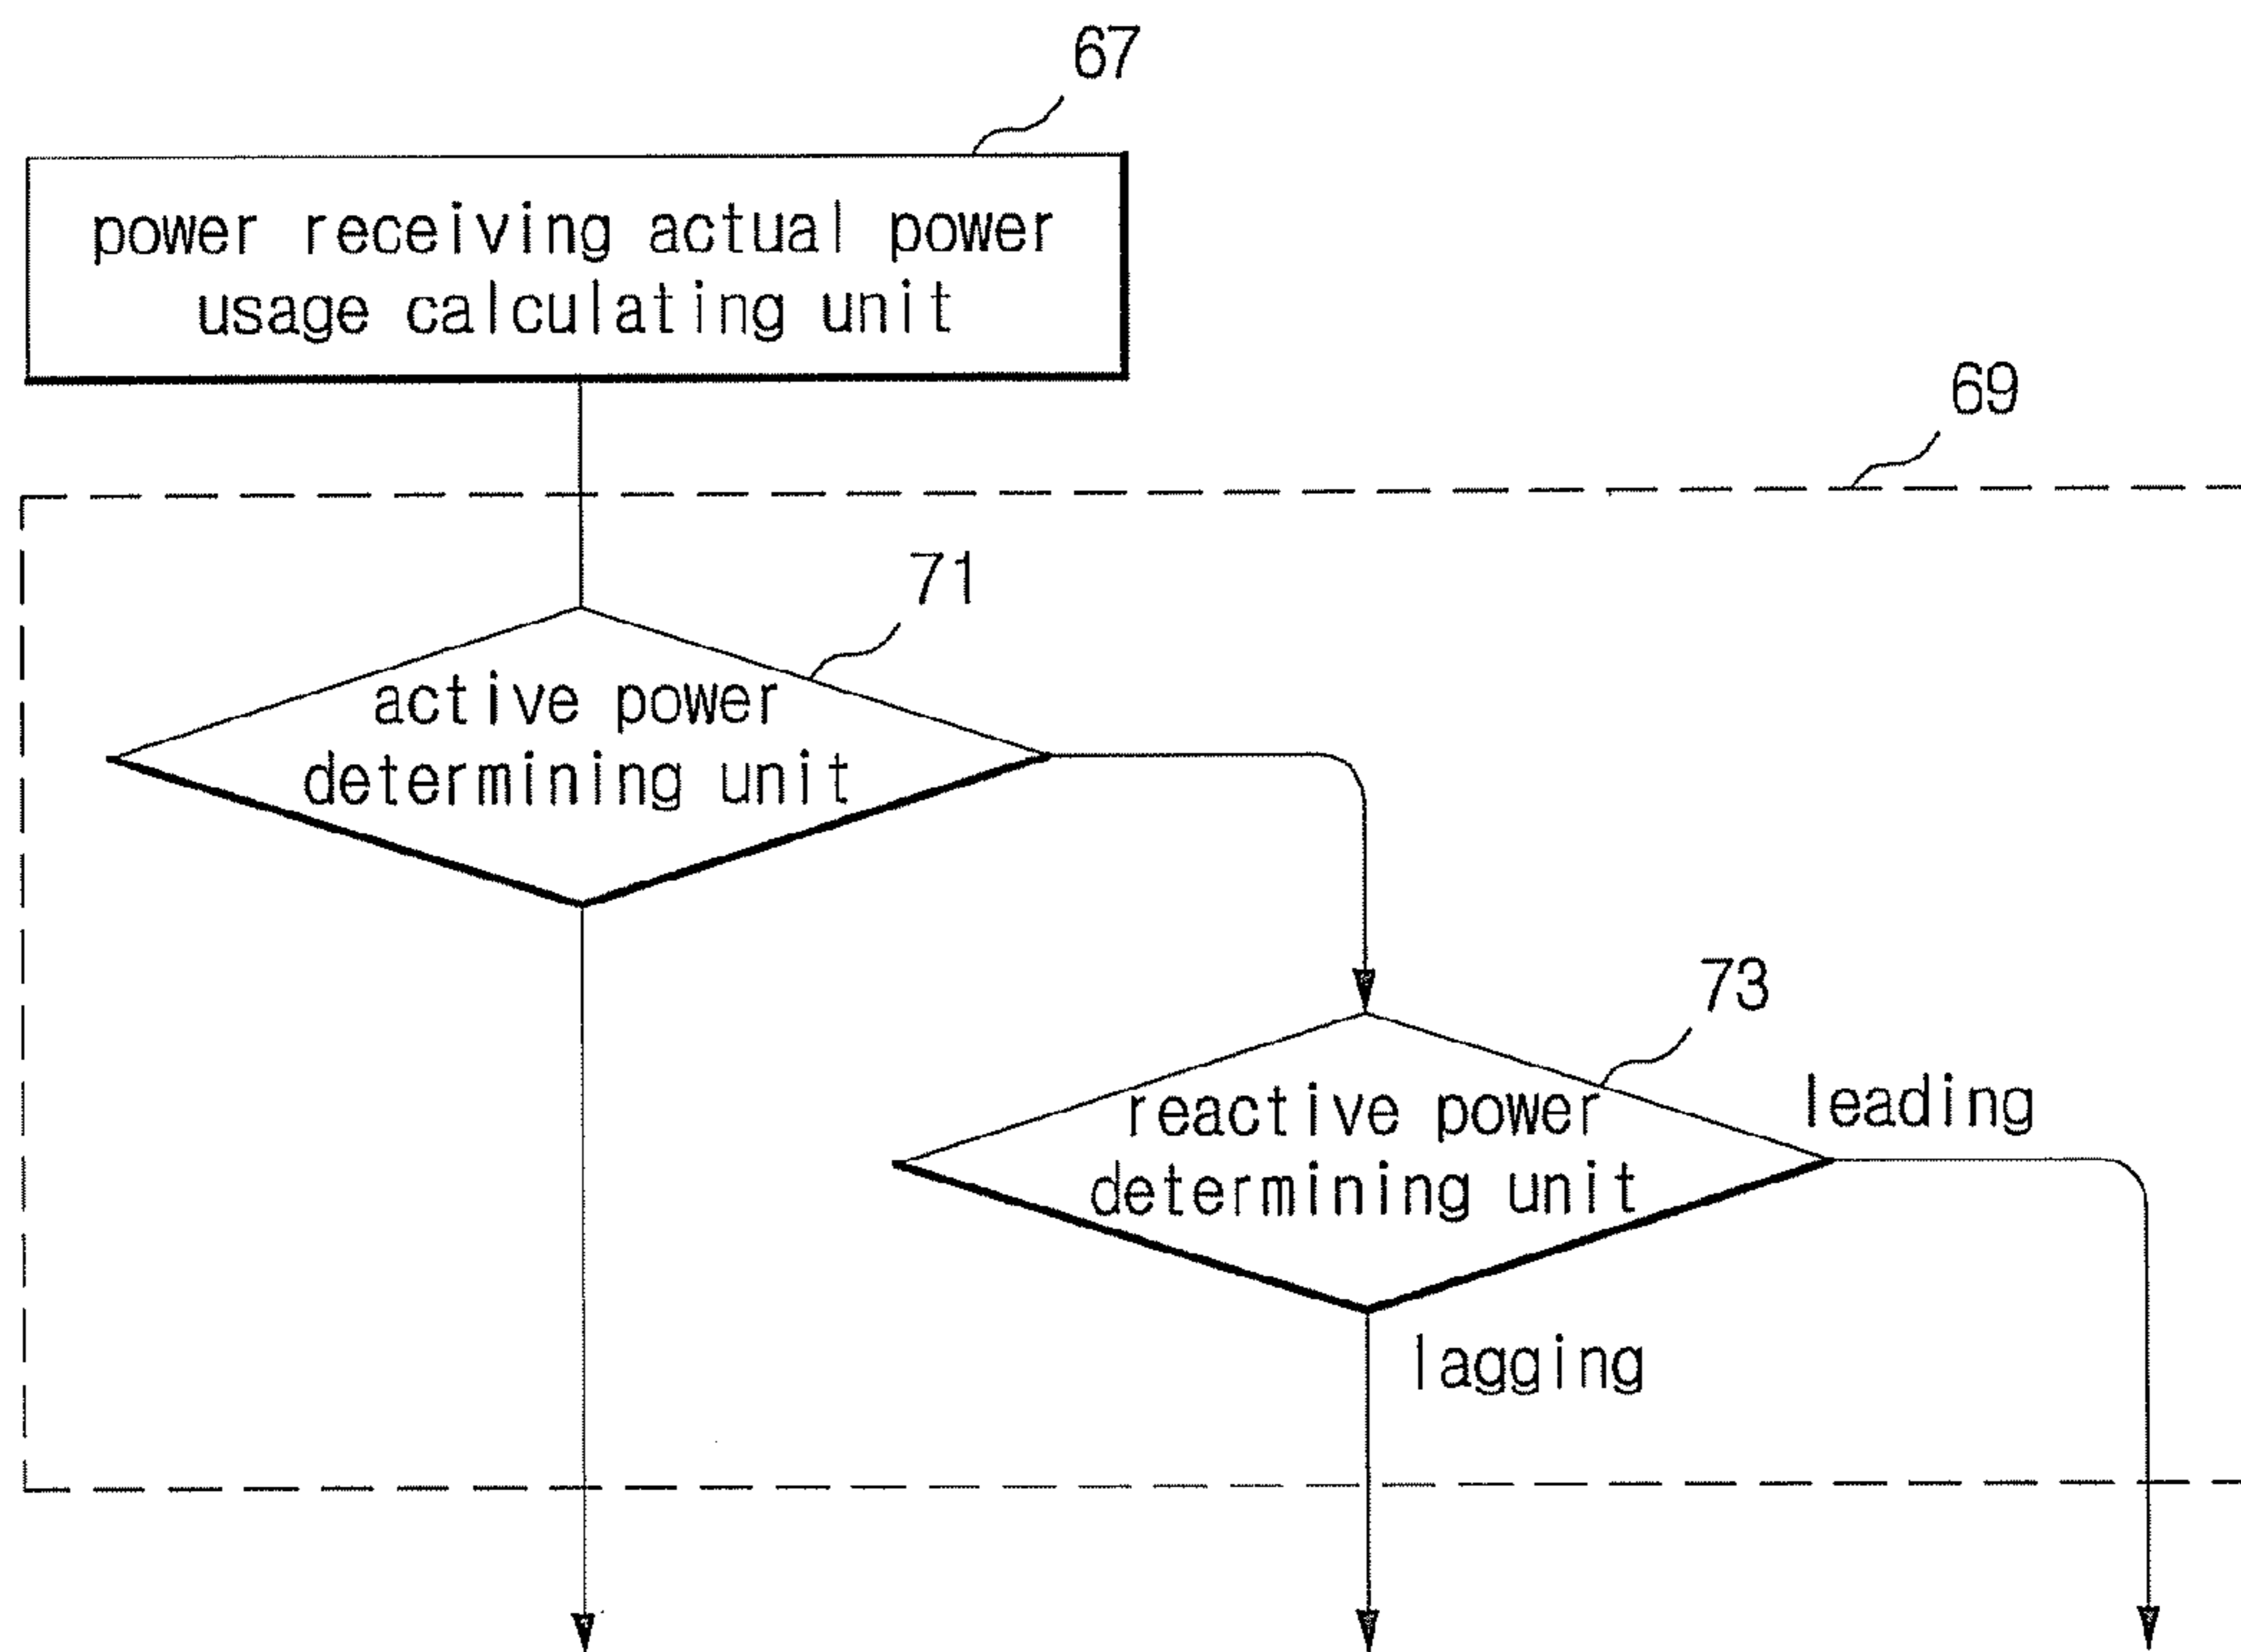 67
power receiving actual power
usage calculating unit
69
71
active power
determining unit
73
reactive power
determining unit
leading
lagging